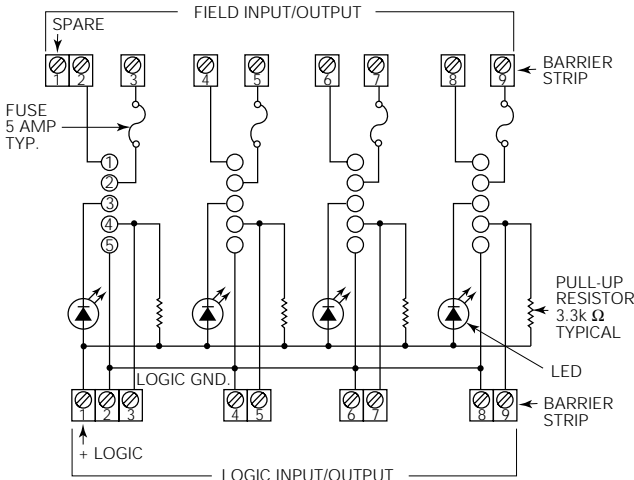 FIELD INPUT/OUTPUT
SPARE
1 2 3 4 5 6 7 8 9
BARRIER
STRIP
FUSE
5 AMP
TYP.
1
2
3
4
5
PULL-UP
RESISTOR
3.3k Ω
TYPICAL
LED
LOGIC GND.
1 2 3 4 5 6 7 8 9
BARRIER
STRIP
+ LOGIC
LOGIC INPUT/OUTPUT